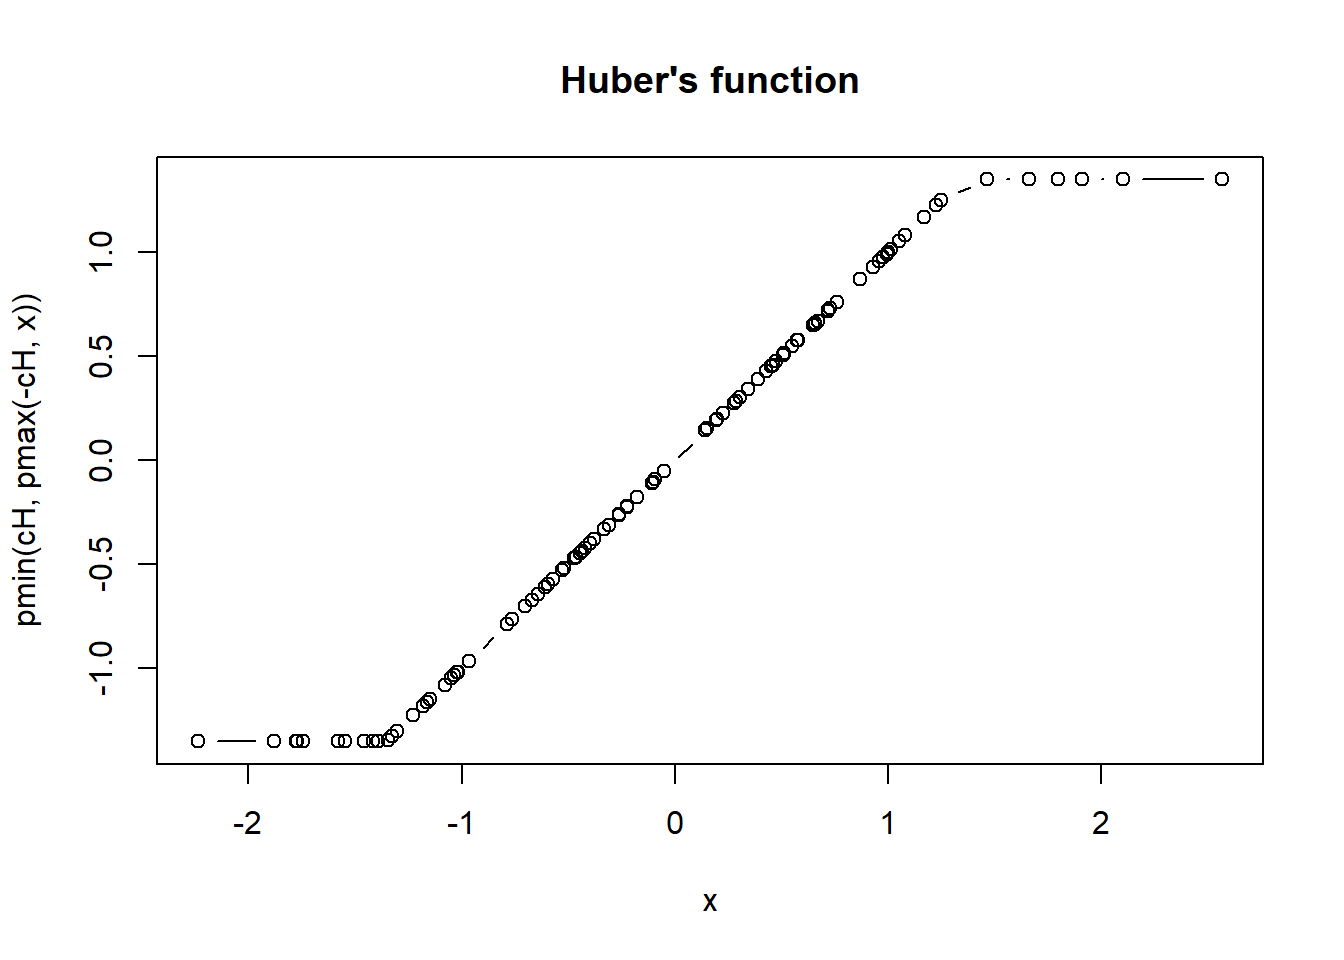 Huber's function
pmin(cH, pmax(-cH, x))
1.0
0.5
0.0
-0.5
-1.0
-2 -1 0 1 2
x